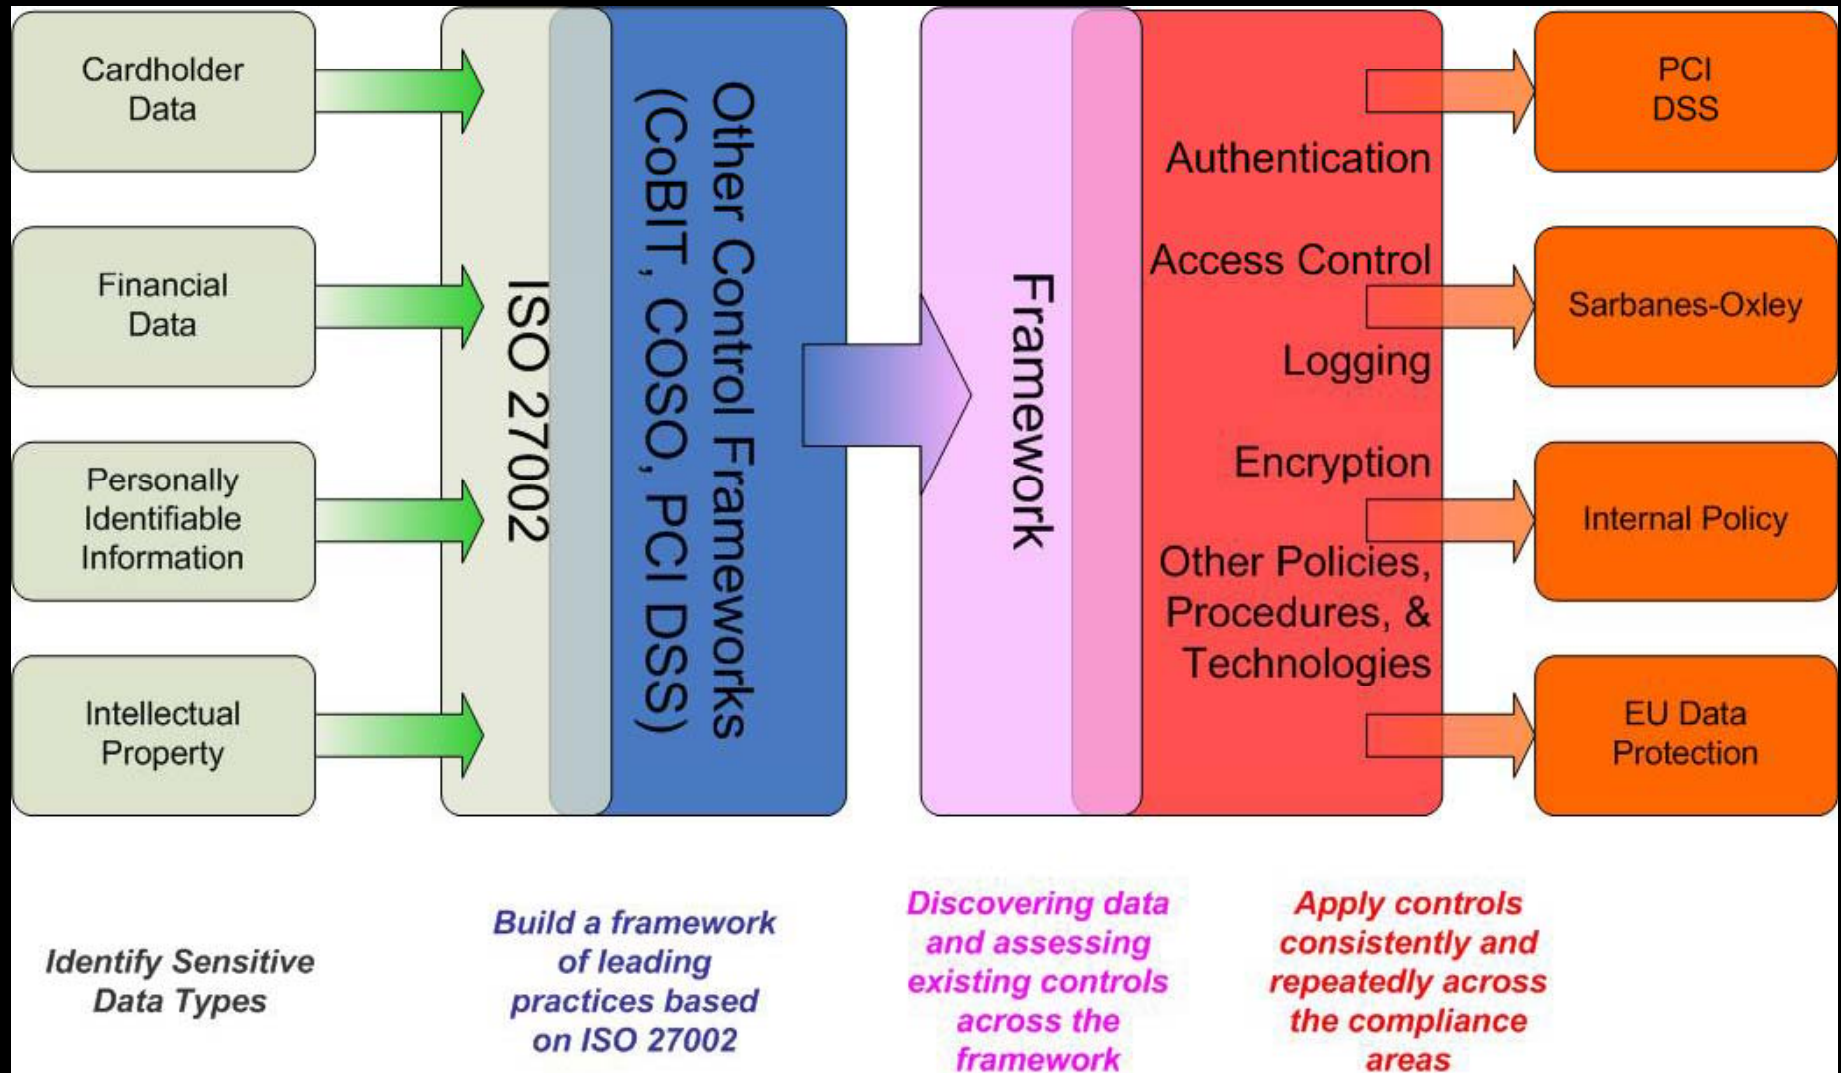 Cardholder
Data
Financial
Data
Personally
Identifiable
Information
Intellectual
Property
ISO 27002
Other Control Frameworks
(CoBIT, COSO, PCI DSS)
Framework
Authentication
Access Control
Logging
Encryption
Other Policies,
Procedures, &
Technologies
PCI
DSS
Sarbanes-Oxley
Internal Policy
EU Data
Protection
Identify Sensitive
Data Types
Build a framework
of leading
practices based
on ISO 27002
Discovering data
and assessing
existing controls
across the
framework
Apply controls
consistently and
repeatedly across
the compliance
areas